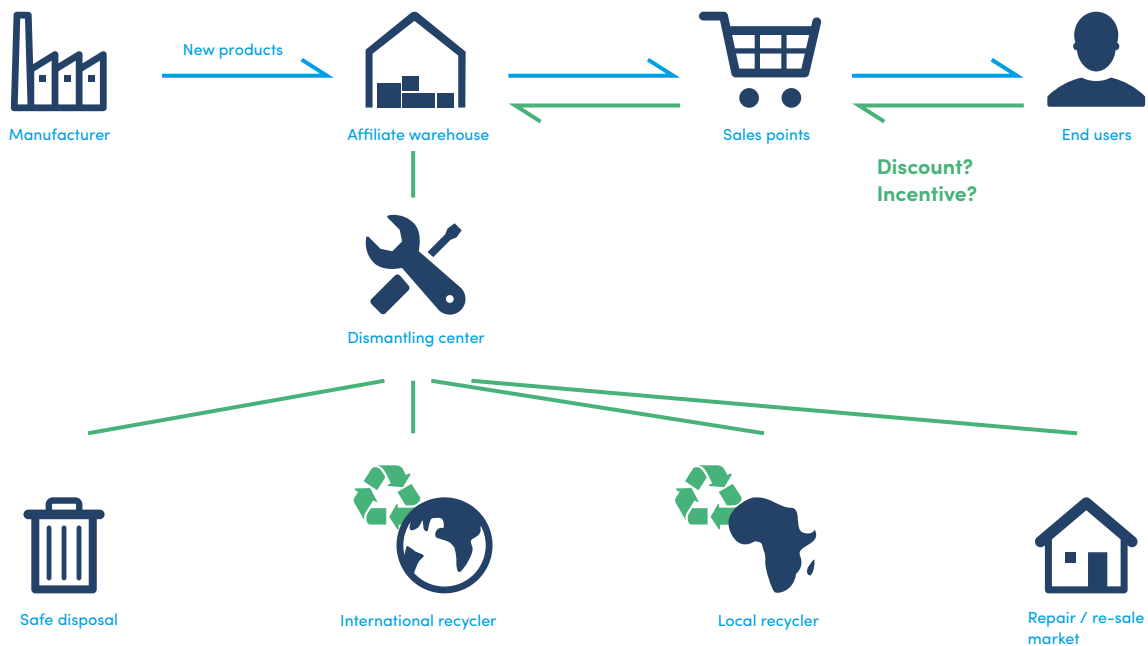 New products
Manufacturer
Affiliate warehouse
Sales points
End users
Discount?
Incentive?
Dismantling center
Safe disposal
International recycler
Local recycler
Repair / re-sale
market